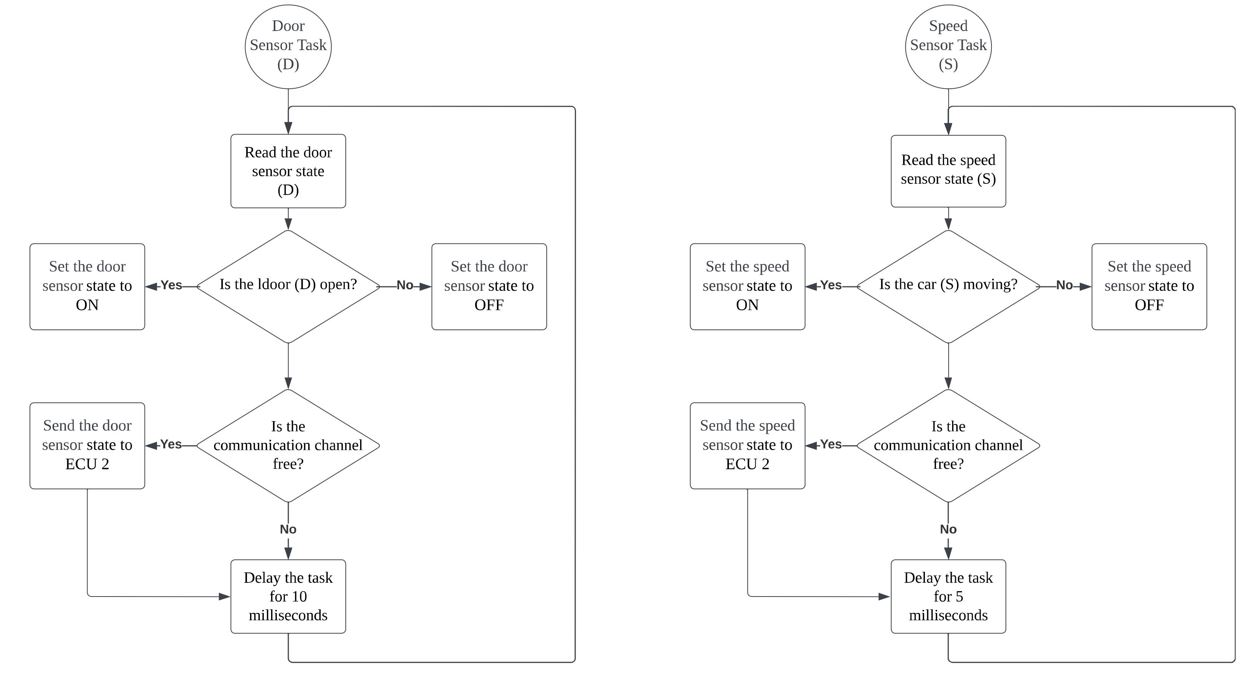 Door
Sensor Task
(D)
Read the door
sensor state
(D)
Is the ldoor (D) open?
Yes
No
Set the door
sensor state to
ON
Set the door
sensor state to
OFF
Is the
communication channel
free?
Yes
Send the door
sensor state to
ECU 2
No
Delay the task
for 10
milliseconds
Speed
Sensor Task
(S)
Read the speed
sensor state (S)
Is the car (S) moving?
Yes
No
Set the speed
sensor state to
ON
Set the speed
sensor state to
OFF
Is the
communication channel
free?
Yes
Send the speed
sensor state to
ECU 2
No
Delay the task
for 5
milliseconds